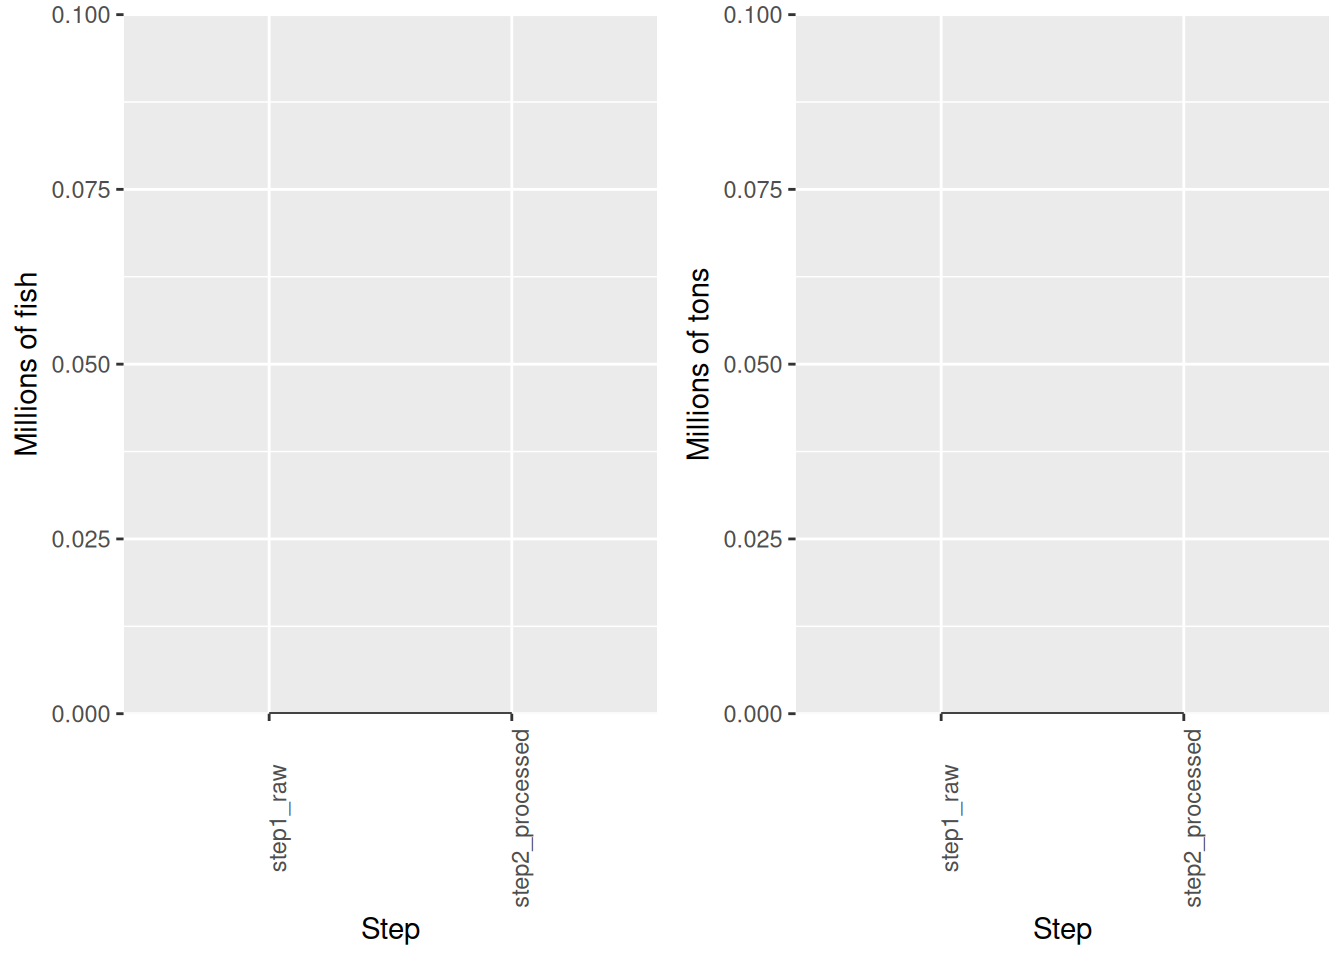 Millions of fish
0.100
0.075
0.050
0.025
0.000
step1_raw
step2_processed
Step
Millions of tons
0.100
0.075
0.050
0.025
0.000
step1_raw
step2_processed
Step